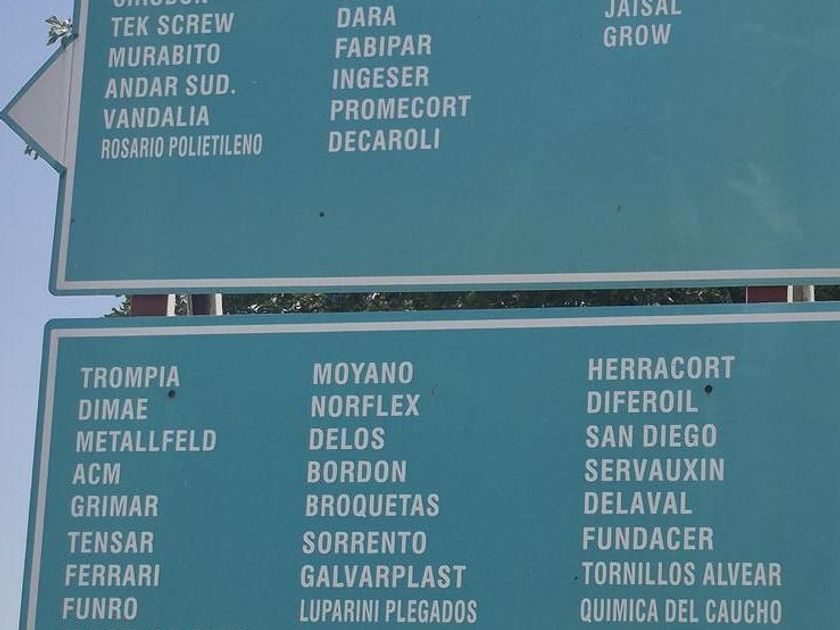 TEK SCREW
MURABITO
ANDAR SUD.
VANDALIA
ROSARIO POLIETILENO
DARA
FABIPAR
INGESER
PROMECORT
DECAROLI
JAISAL
GROW
TROMPIA
DIMAE
METALLFELD
ACM
GRIMAR
TENSAR
FERRARI
FUNRO
MOYANO
NORFLEX
DELOS
BORDON
BROQUETAS
SORRENTO
GALVARPLAST
LUPARINI PLEGADOS
HERRACORT
DIFEROIL
SAN DIEGO
SERVAUXIN
DELAVAL
FUNDACER
TORNILLOS ALVEAR
QUIMICA DEL CAUCHO